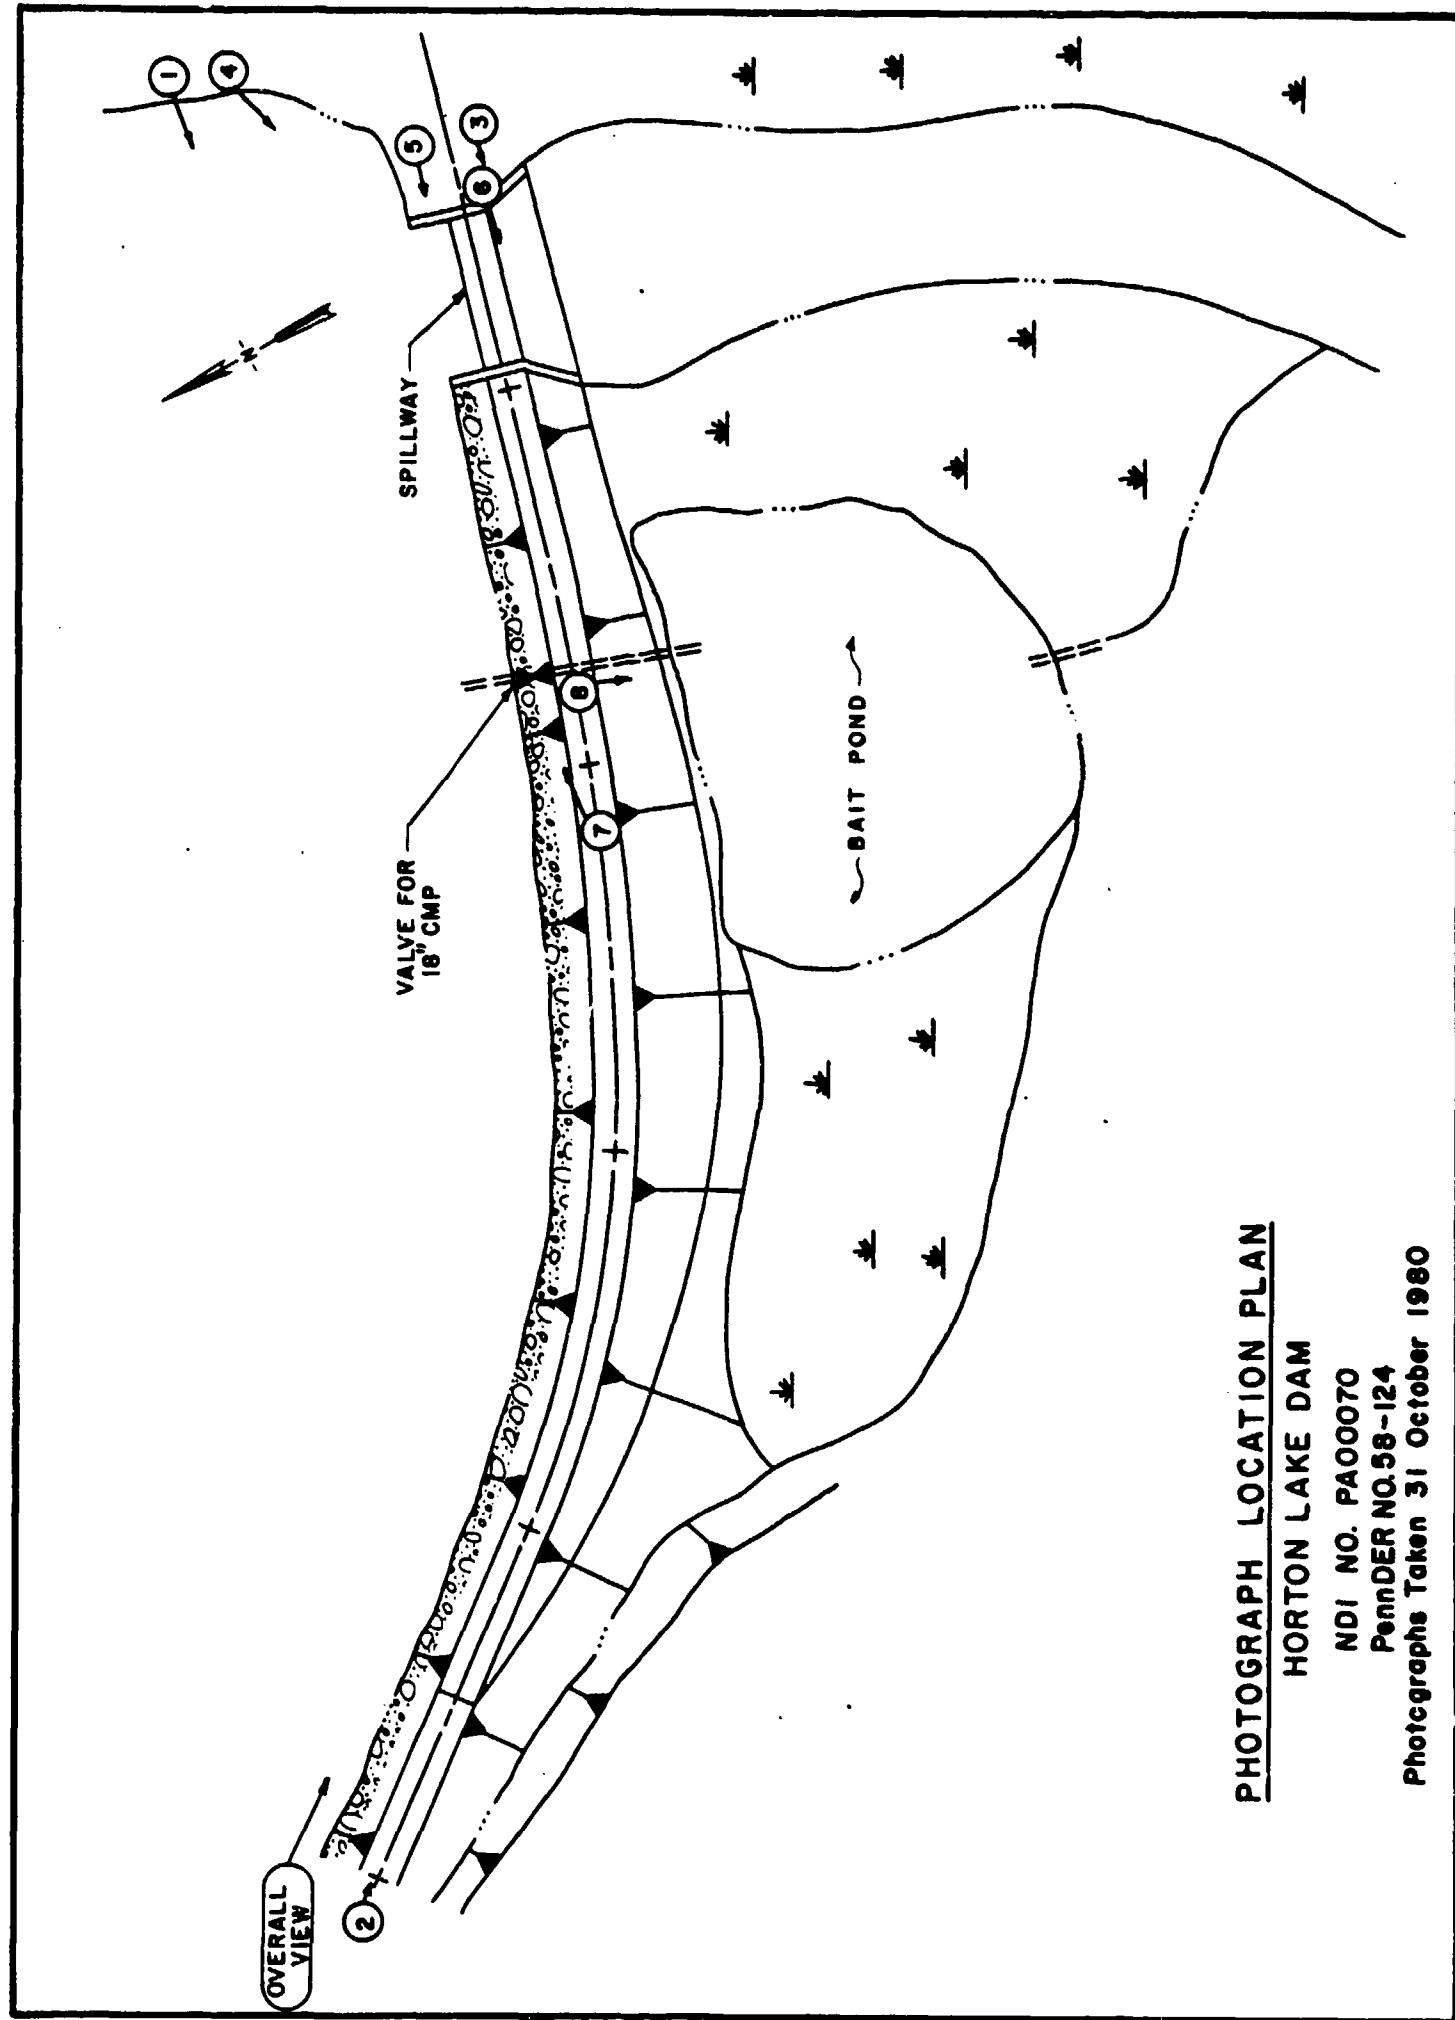 OVERALL
VIEW
2
VALVE FOR
18" CMP
7
8
SPILLWAY
N
1
4
5
3
6
BAIT POND
PHOTOGRAPH LOCATION PLAN
HORTON LAKE DAM
NDI NO. PA00070
PennDER NO.58-124
Photographs Taken 31 October 1980